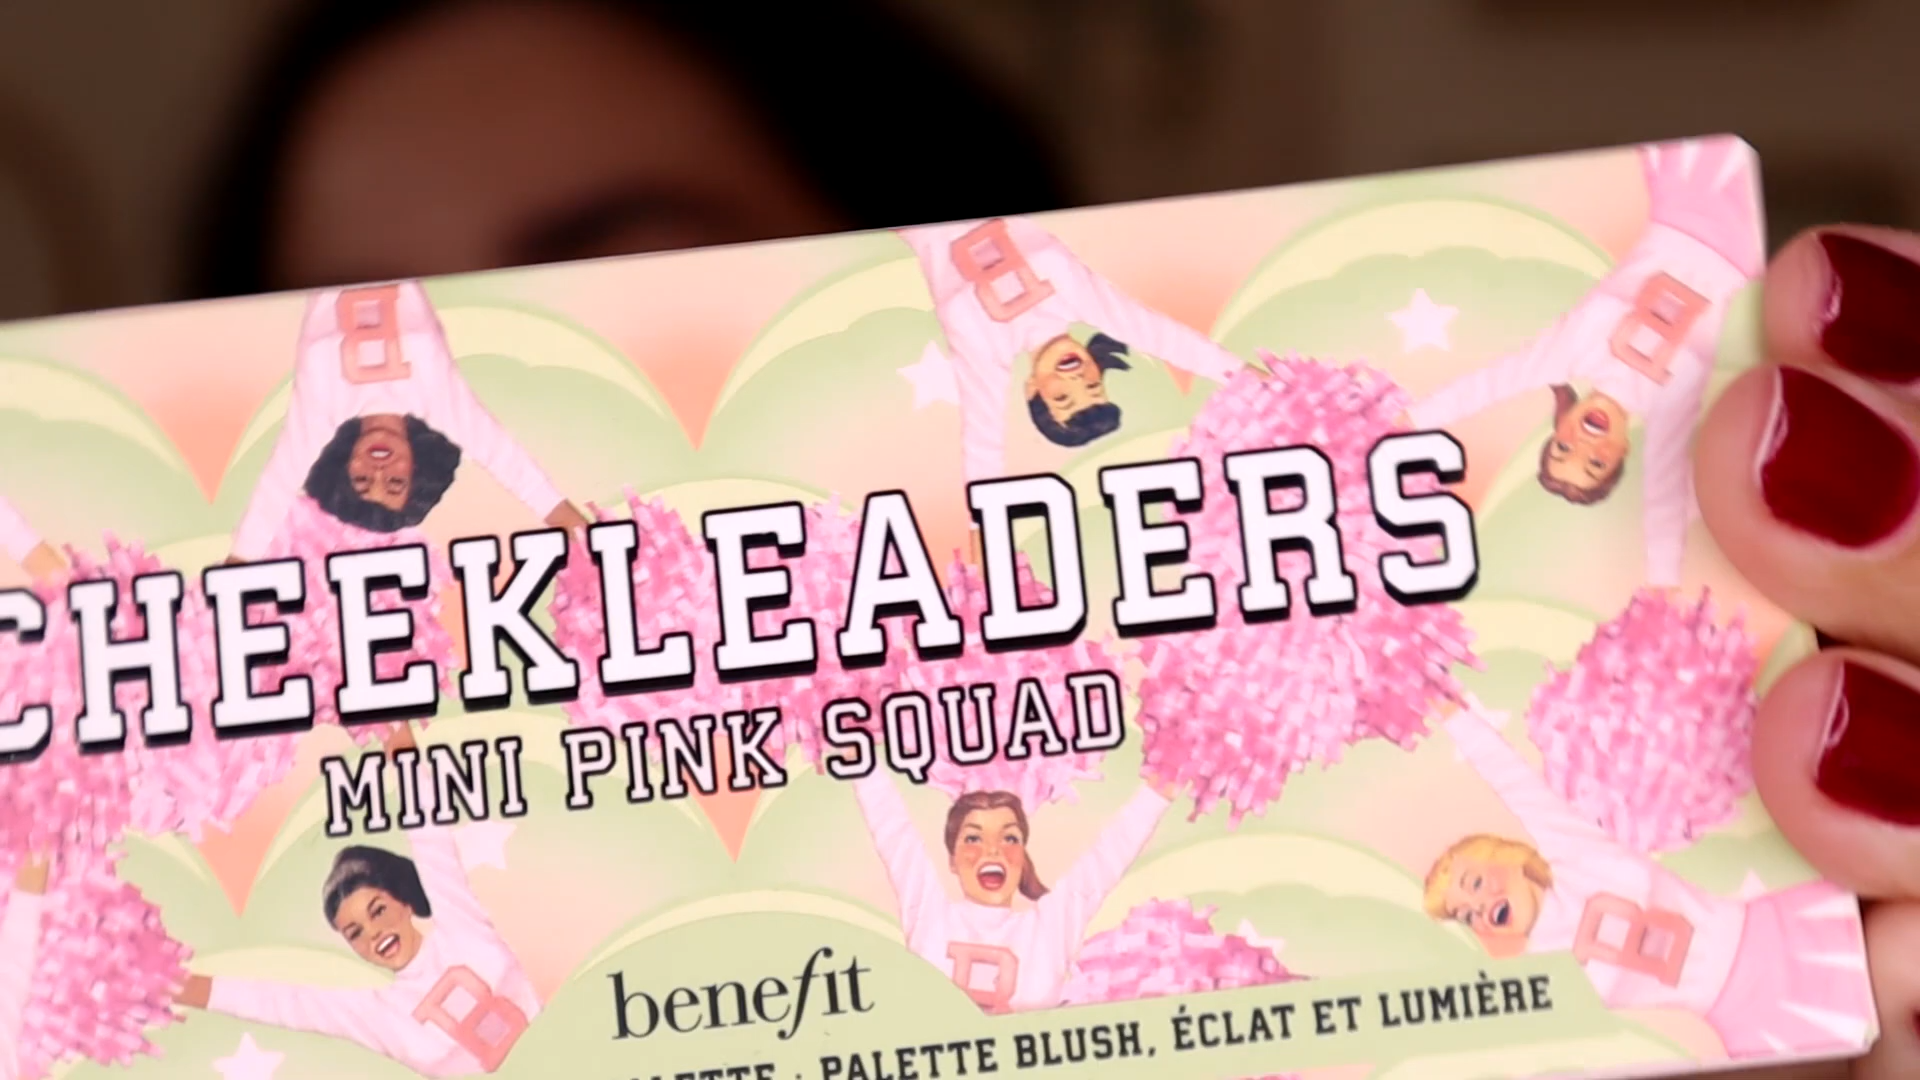 CHEEKLEADERS
MINI PINK SQUAD
benefit
PALETTE BLUSH, ÉCLAT ET LUMIÈRE
B
B
B
B
B
B